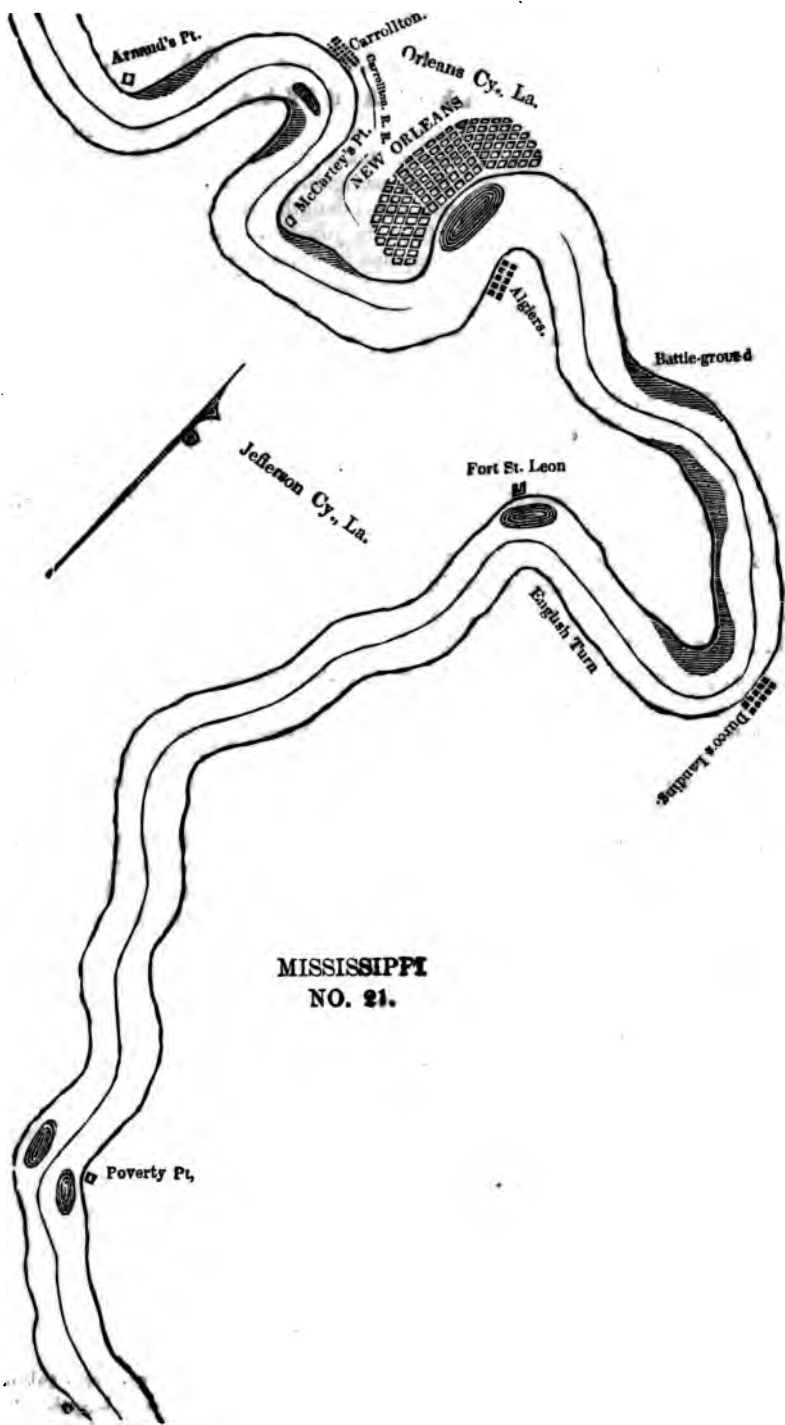 Arnaud's Pt.
Carrollton.
Orleans Cy., La.
Carrollton. R. R.
McCartey's Pt.
NEW ORLEANS
Algiers.
Battle-ground
Jefferson Cy., La.
Fort St. Leon
English Turn
Landing.
MISSISSIPPI
NO. 21.
Poverty Pt,